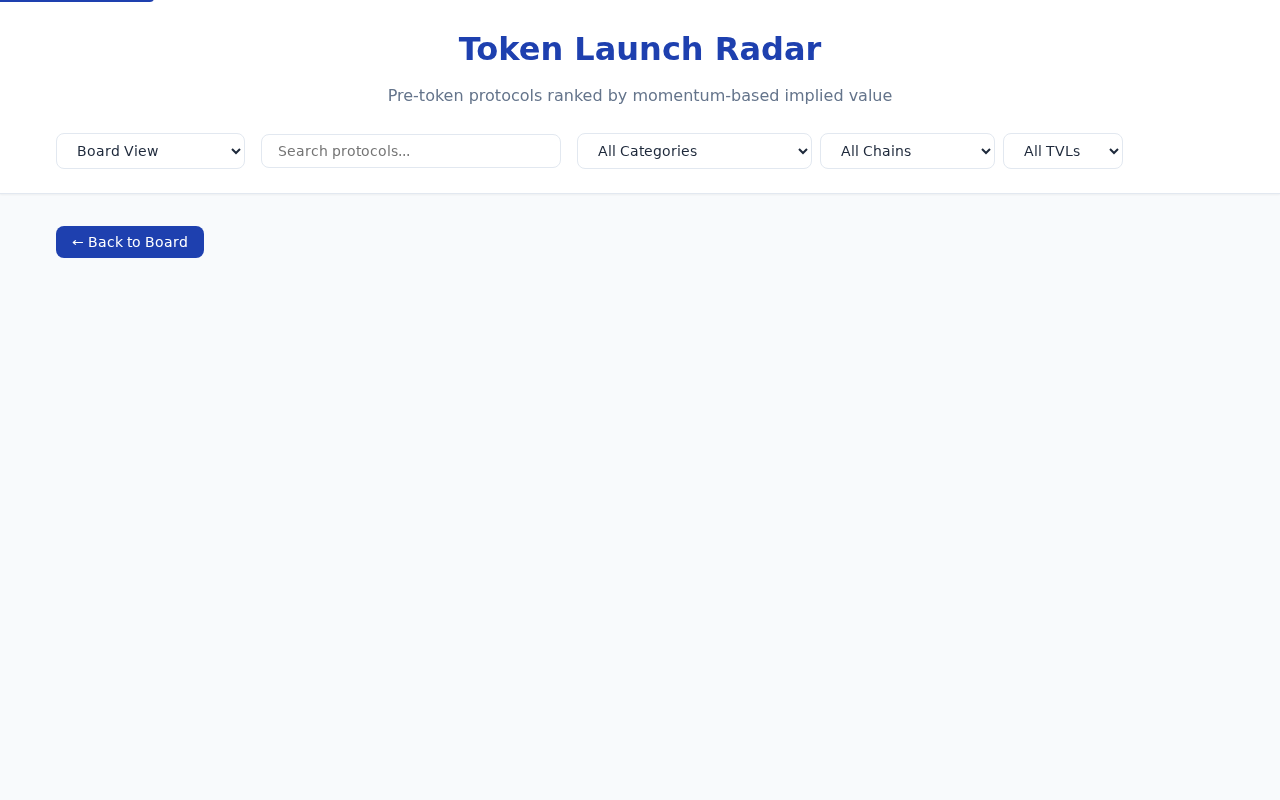 Token Launch Radar
Pre-token protocols ranked by momentum-based implied value
Board View
Search protocols...
All Categories
All Chains
All TVLs
← Back to Board